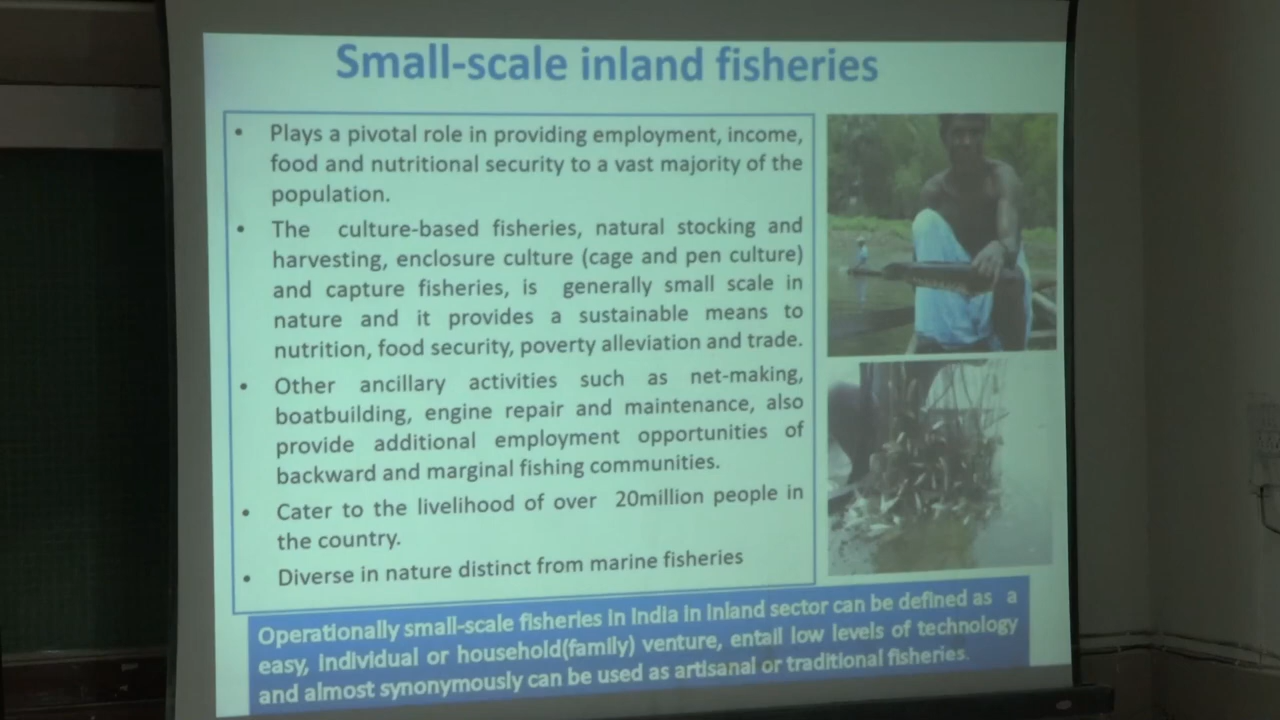 Small-scale inland fisheries
• Plays a pivotal role in providing employment, income,
food and nutritional security to a vast majority of the
population.
• The culture-based fisheries, natural stocking and
harvesting, enclosure culture (cage and pen culture)
and capture fisheries, is generally small scale in
nature and it provides a sustainable means to
nutrition, food security, poverty alleviation and trade.
• Other ancillary activities such as net-making,
boatbuilding, engine repair and maintenance, also
provide additional employment opportunities of
backward and marginal fishing communities.
• Cater to the livelihood of over 20million people in
the country.
• Diverse in nature distinct from marine fisheries
Operationally small-scale fisheries in India in inland sector can be defined as a
easy, individual or household(family) venture, entail low levels of technology
and almost synonymously can be used as artisanal or traditional fisheries.